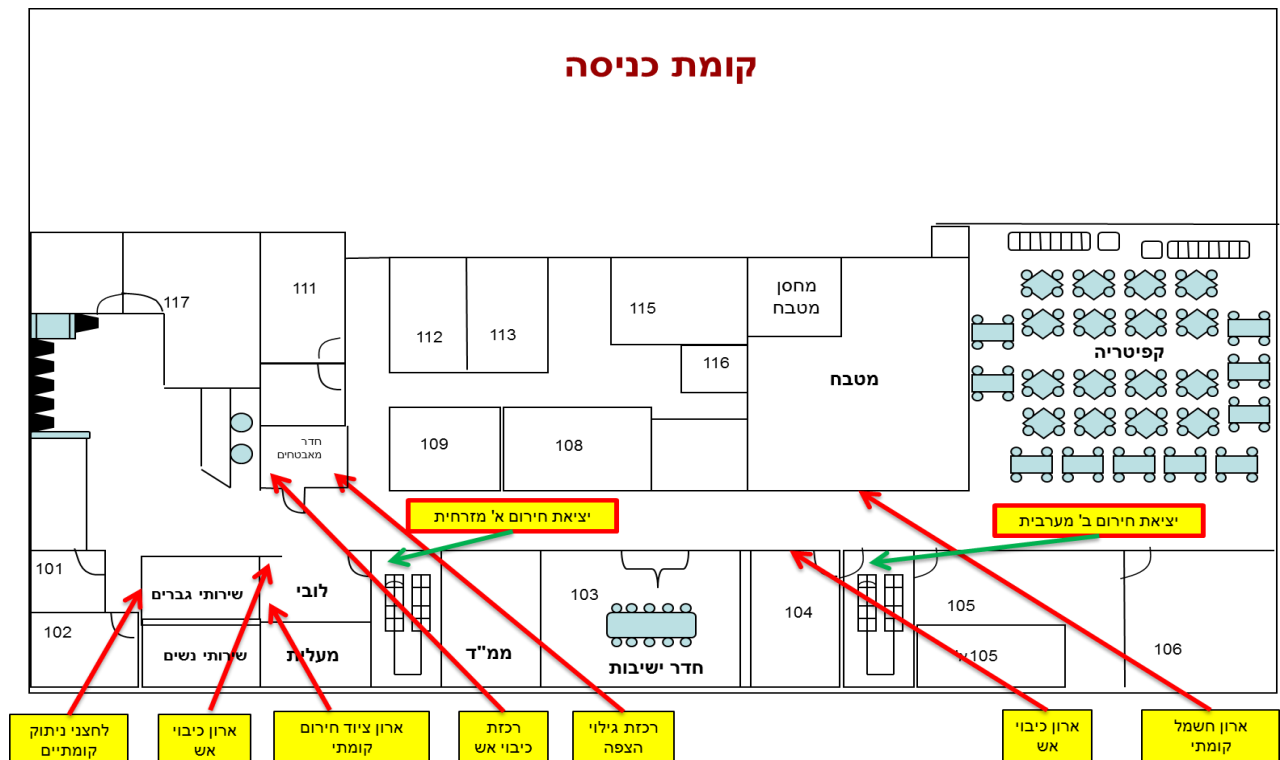 קומת כניסה
117
111
112
113
115
116
מחסן
מטבח
מטבח
קפיטריה
חדר
מאבטחים
109
108
יציאת חירום א' מזרחית
יציאת חירום ב' מערבית
101
102
שירותי גברים
שירותי נשים
לובי
מעלית
ממ"ד
103
חדר ישיבות
104
105
105א'
106
לחצני ניתוק
קומתיים
ארון כיבוי
אש
ארון ציוד חירום
קומתי
רכזת
כיבוי אש
רכזת גילוי
הצפה
ארון כיבוי
אש
ארון חשמל
קומתי